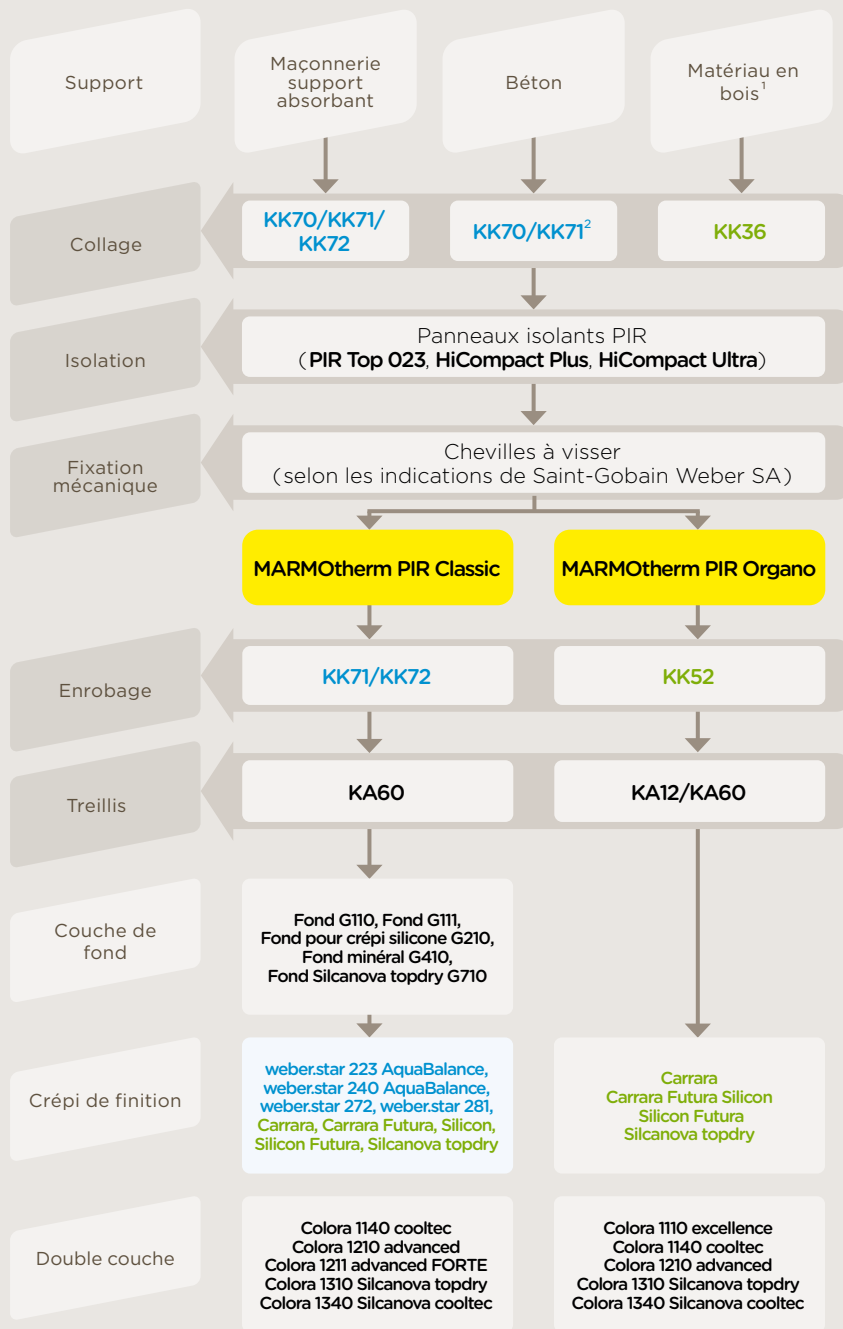 Support
Maçonnerie
support
absorbant
Béton
Matériau en
bois¹
Collage
KK70/KK71/
KK72
KK70/KK71²
KK36
Isolation
Panneaux isolants PIR
(PIR Top 023, HiCompact Plus, HiCompact Ultra)
Fixation
mécanique
Chevilles à visser
(selon les indications de Saint-Gobain Weber SA)
MARMOtherm PIR Classic
MARMOtherm PIR Organo
Enrobage
KK71/KK72
KK52
Treillis
KA60
KA12/KA60
Couche de
fond
Fond G110, Fond G111,
Fond pour crépi silicone G210,
Fond minéral G410,
Fond Silcanova topdry G710
Crépi de finition
weber.star 223 AquaBalance,
weber.star 240 AquaBalance,
weber.star 272, weber.star 281,
Carrara, Carrara Futura, Silicon,
Silicon Futura, Silcanova topdry
Carrara
Carrara Futura Silicon
Silicon Futura
Silcanova topdry
Double couche
Colora 1140 cooltec
Colora 1210 advanced
Colora 1211 advanced FORTE
Colora 1310 Silcanova topdry
Colora 1340 Silcanova cooltec
Colora 1110 excellence
Colora 1140 cooltec
Colora 1210 advanced
Colora 1310 Silcanova topdry
Colora 1340 Silcanova cooltec